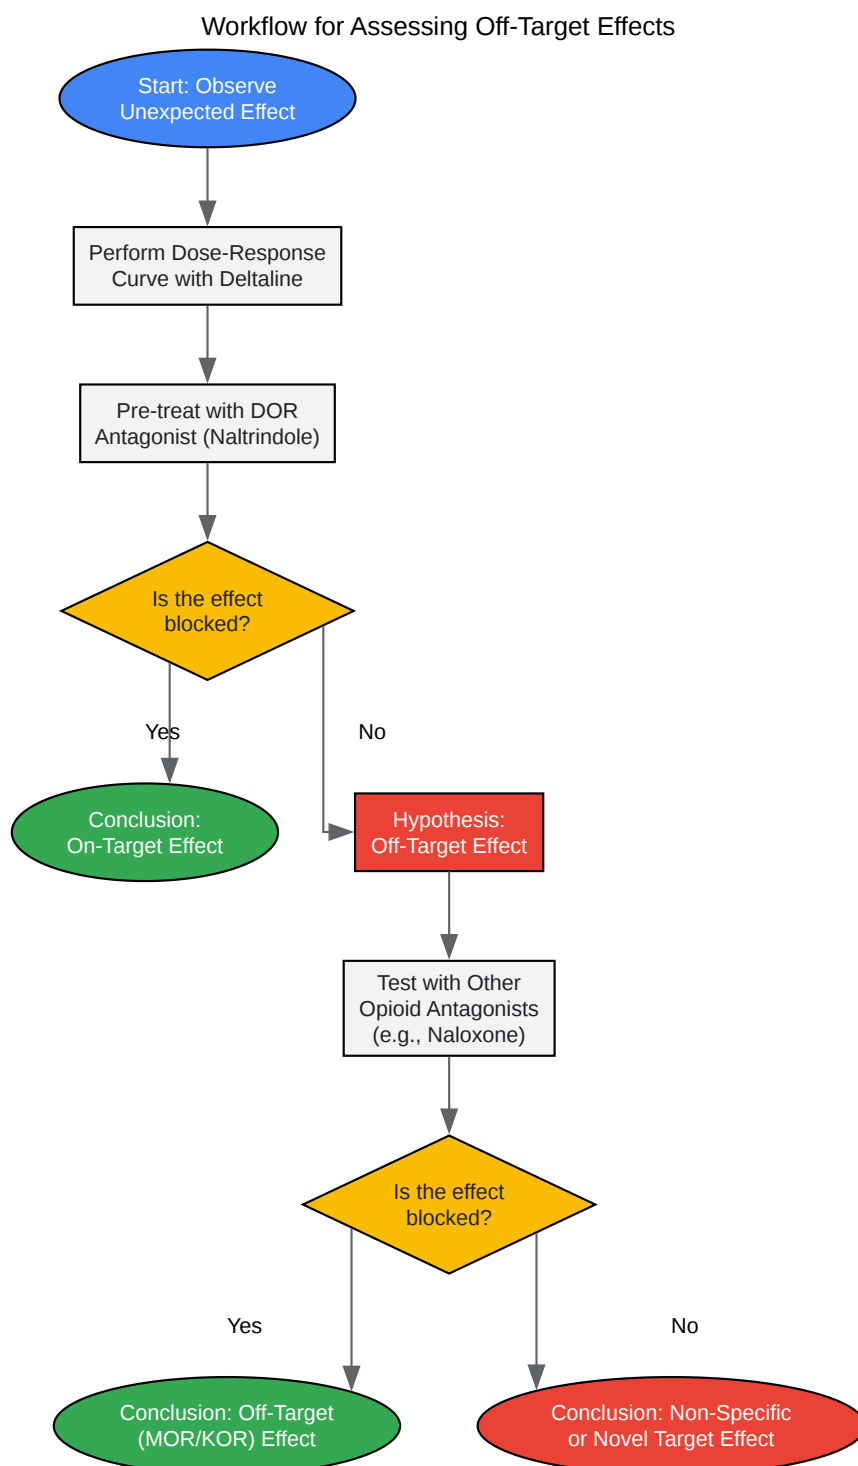 Workflow for Assessing Off-Target Effects
Start: Observe
Unexpected Effect
Perform Dose-Response
Curve with Deltaline
Pre-treat with DOR
Antagonist (Naltrindole)
Is the effect
blocked?
Yes
No
Conclusion:
On-Target Effect
Hypothesis:
Off-Target Effect
Test with Other
Opioid Antagonists
(e.g., Naloxone)
Is the effect
blocked?
Yes
No
Conclusion: Off-Target
(MOR/KOR) Effect
Conclusion: Non-Specific
or Novel Target Effect